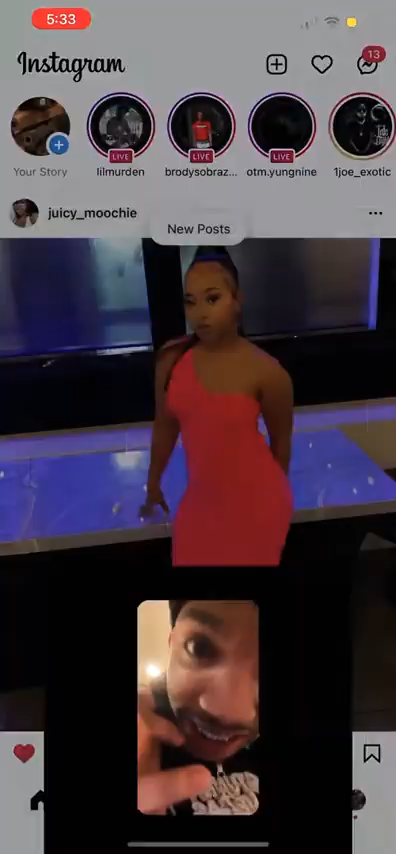 5:33
Instagram
13
LIVE
LIVE
LIVE
Your Story
lilmurden
brodysobraz...
otm.yungnine
1joe_exotic
juicy_moochie
New Posts